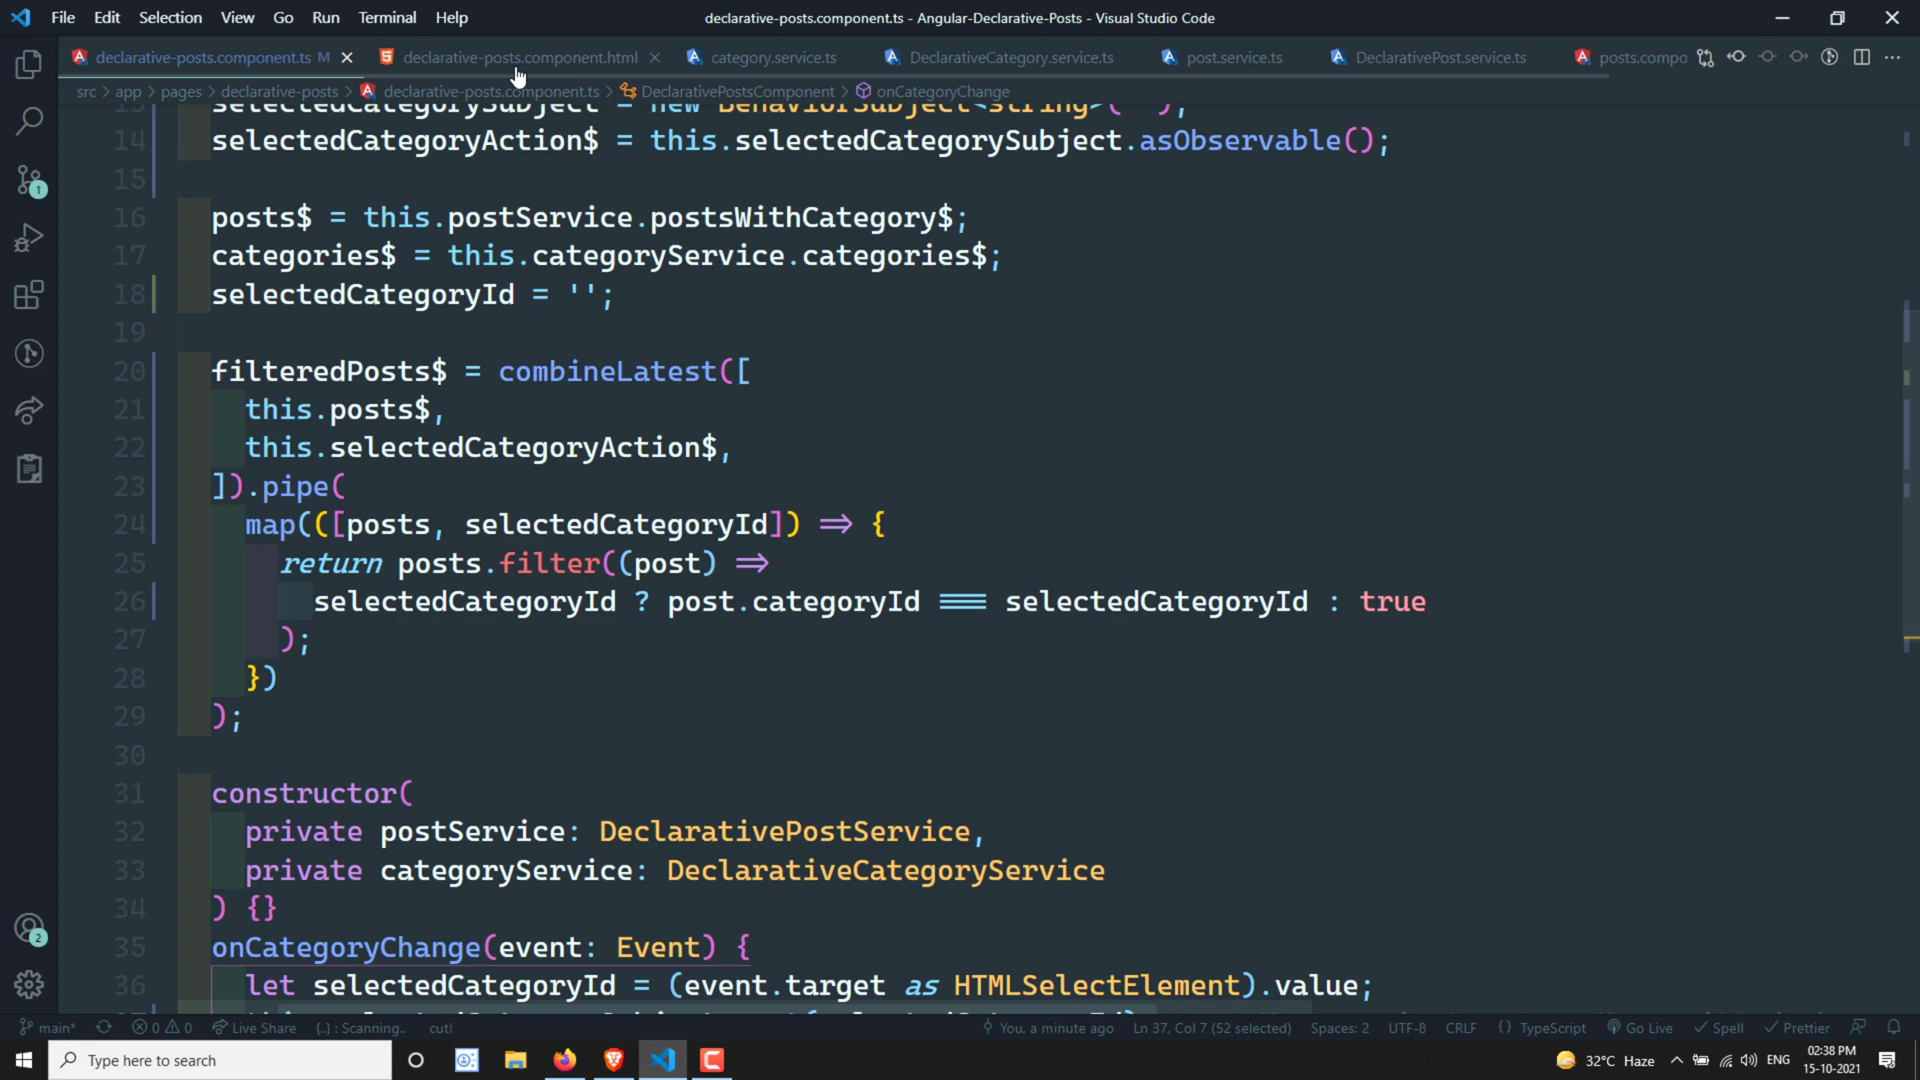 File Edit Selection View Go Run Terminal Help
declarative-posts.component.ts - Angular-Declarative-Posts - Visual Studio Code
declarative-posts.component.ts M
declarative-posts.component.html
category.service.ts
DeclarativeCategory.service.ts
post.service.ts
DeclarativePost.service.ts
posts.compo
src > app > pages > declarative-posts > declarative-posts.component.ts > DeclarativePostsComponent > onCategoryChange
13 selectedCategorySubject = new BehaviorSubject<string>('');
14 selectedCategoryAction$ = this.selectedCategorySubject.asObservable();
15
16 posts$ = this.postService.postsWithCategory$;
17 categories$ = this.categoryService.categories$;
18 selectedCategoryId = '';
19
20 filteredPosts$ = combineLatest([
21 this.posts$,
22 this.selectedCategoryAction$,
23 ]).pipe(
24 map(([posts, selectedCategoryId]) => {
25 return posts.filter((post) =>
26 selectedCategoryId ? post.categoryId === selectedCategoryId : true
27 );
28 })
29 );
30
31 constructor(
32 private postService: DeclarativePostService,
33 private categoryService: DeclarativeCategoryService
34 ) {}
35 onCategoryChange(event: Event) {
36 let selectedCategoryId = (event.target as HTMLSelectElement).value;
1
2
main* 0 0 Live Share {..} : Scanning.. cut! You, a minute ago Ln 37, Col 7 (52 selected) Spaces: 2 UTF-8 CRLF TypeScript Go Live Spell Prettier
Type here to search
32°C Haze ENG 02:38 PM
15-10-2021